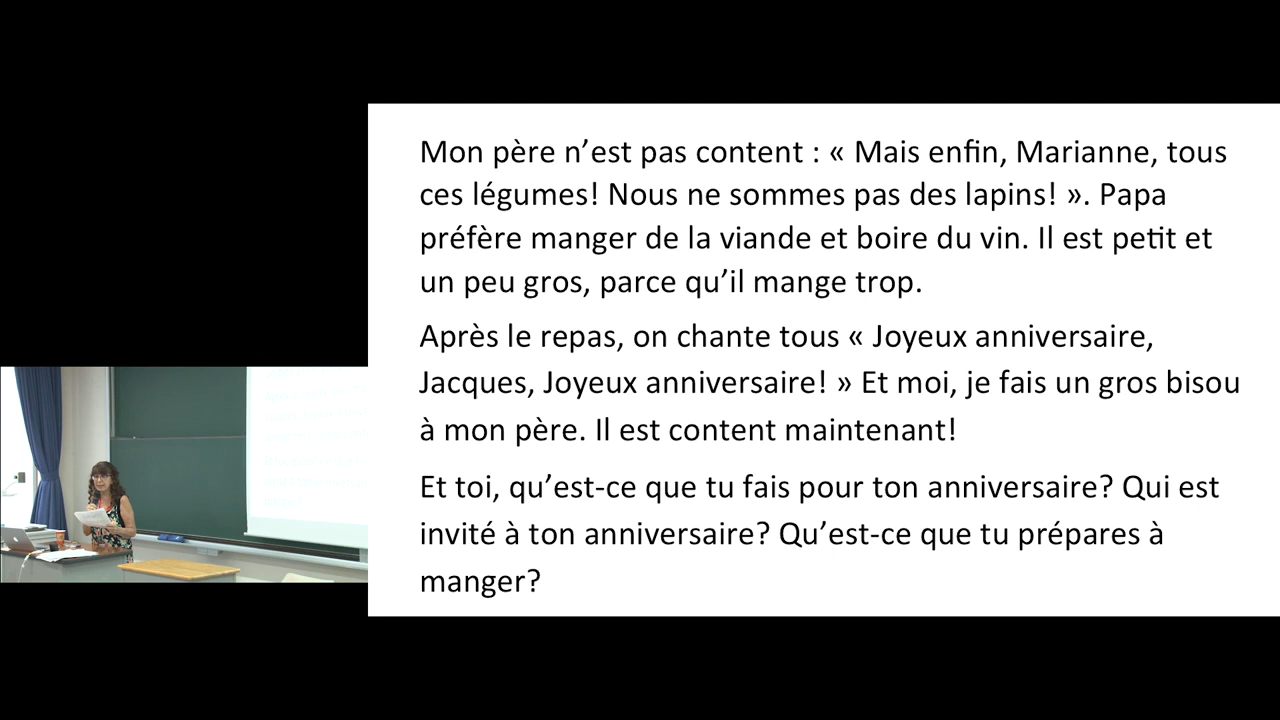 Mon père n’est pas content : « Mais enfin, Marianne, tous
ces légumes! Nous ne sommes pas des lapins! ». Papa
préfère manger de la viande et boire du vin. Il est petit et
un peu gros, parce qu’il mange trop.
Après le repas, on chante tous « Joyeux anniversaire,
Jacques, Joyeux anniversaire! » Et moi, je fais un gros bisou
à mon père. Il est content maintenant!
Et toi, qu’est-ce que tu fais pour ton anniversaire? Qui est
invité à ton anniversaire? Qu’est-ce que tu prépares à
manger?